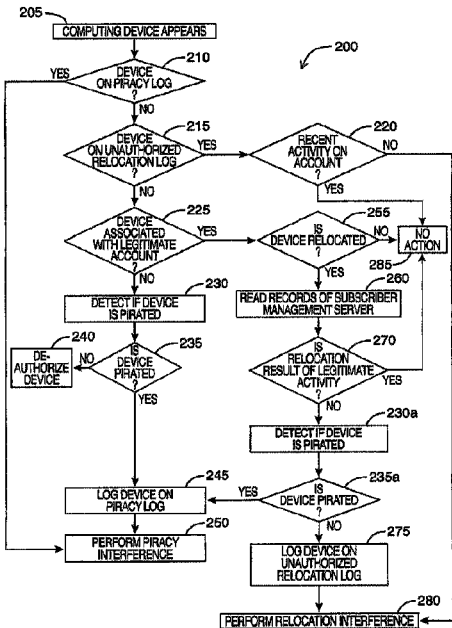 205
COMPUTING DEVICE APPEARS
200
210
YES
DEVICE
ON PIRACY LOG
?
NO
215
DEVICE
ON UNAUTHORIZED
RELOCATION LOG
?
YES
NO
220
RECENT
ACTIVITY ON
ACCOUNT
?
NO
YES
225
DEVICE
ASSOCIATED
WITH LEGITIMATE
ACCOUNT
?
YES
NO
255
IS
DEVICE RELOCATED
?
NO
YES
NO
ACTION
285
230
DETECT IF DEVICE
IS PIRATED
260
READ RECORDS OF SUBSCRIBER
MANAGEMENT SERVER
240
DE-
AUTHORIZE
DEVICE
NO
235
IS
DEVICE
PIRATED
?
YES
270
IS
RELOCATION
RESULT OF LEGITIMATE
ACTIVITY
?
YES
NO
230a
DETECT IF DEVICE
IS PIRATED
245
LOG DEVICE ON
PIRACY LOG
YES
235a
IS
DEVICE PIRATED
?
NO
250
PERFORM PIRACY
INTERFERENCE
275
LOG DEVICE ON
UNAUTHORIZED
RELOCATION LOG
280
PERFORM RELOCATION INTERFERENCE